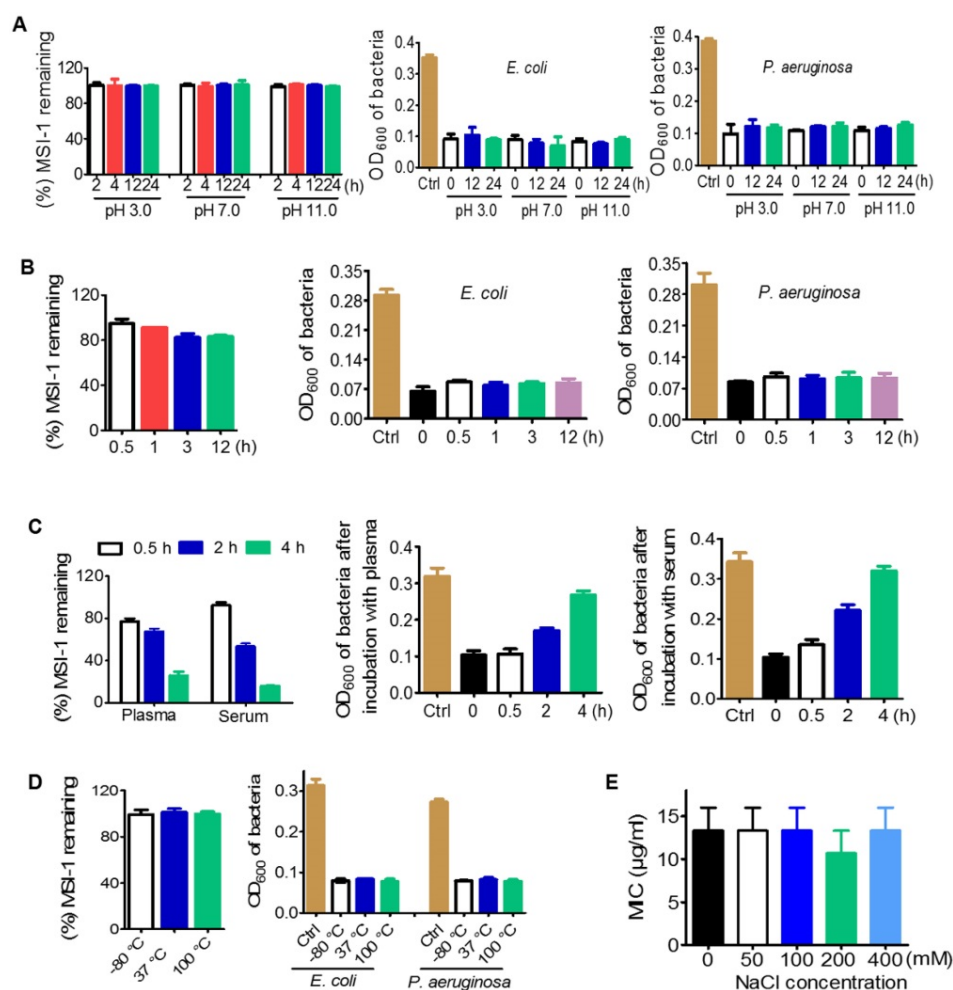 A
(%) MSI-1 remaining
120
80
40
0
2 4 1224 2 4 1224 2 4 1224 (h)
pH 3.0 pH 7.0 pH 11.0
OD600 of bacteria
E. coli
0.4
0.3
0.2
0.1
0.0
Ctrl 0 12 24 0 12 24 0 12 24 (h)
pH 3.0 pH 7.0 pH 11.0
OD600 of bacteria
P. aeruginosa
0.4
0.3
0.2
0.1
0.0
Ctrl 0 12 24 0 12 24 0 12 24 (h)
pH 3.0 pH 7.0 pH 11.0
B
(%) MSI-1 remaining
120
80
40
0
0.5 1 3 12 (h)
OD600 of bacteria
E. coli
0.35
0.28
0.21
0.14
0.07
0.00
Ctrl 0 0.5 1 3 12 (h)
OD600 of bacteria
P. aeruginosa
0.35
0.28
0.21
0.14
0.07
0.00
Ctrl 0 0.5 1 3 12 (h)
C
0.5 h 2 h 4 h
(%) MSI-1 remaining
120
80
40
0
Plasma Serum
OD600 of bacteria after
incubation with plasma
0.4
0.3
0.2
0.1
0.0
Ctrl 0 0.5 2 4 (h)
OD600 of bacteria after
incubation with serum
0.4
0.3
0.2
0.1
0.0
Ctrl 0 0.5 2 4 (h)
D
(%) MSI-1 remaining
120
80
40
0
-80 °C 37 °C 100 °C
OD600 of bacteria
0.3
0.2
0.1
0.0
Ctrl -80 °C 37 °C 100 °C Ctrl -80 °C 37 °C 100 °C
E. coli P. aeruginosa
E
MIC (µg/ml)
15
10
5
0
0 50 100 200 400 (mM)
NaCl concentration